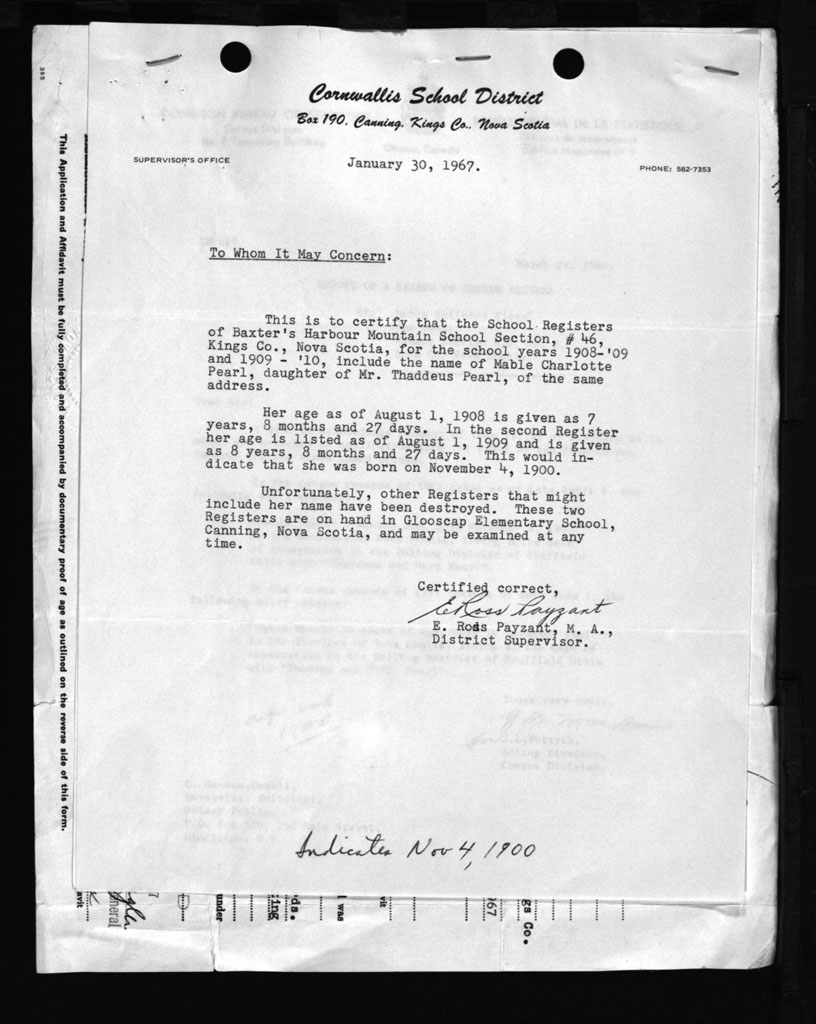 Cornwallis School District
Box 190, Canning, Kings Co., Nova Scotia
SUPERVISOR'S OFFICE
January 30, 1967.
PHONE: 582-7353
To Whom It May Concern:
This is to certify that the School Registers
of Baxter's Harbour Mountain School Section, # 46,
Kings Co., Nova Scotia, for the school years 1908-'09
and 1909 - '10, include the name of Mable Charlotte
Pearl, daughter of Mr. Thaddeus Pearl, of the same
address.
Her age as of August 1, 1908 is given as 7
years, 8 months and 27 days. In the second Register
her age is listed as of August 1, 1909 and is given
as 8 years, 8 months and 27 days. This would in-
dicate that she was born on November 4, 1900.
Unfortunately, other Registers that might
include her name have been destroyed. These two
Registers are on hand in Glooscap Elementary School,
Canning, Nova Scotia, and may be examined at any
time.
Certified correct,
E Ross Payzant
E. Ross Payzant, M. A.,
District Supervisor.
Indicates Nov 4, 1900
This Application and Affidavit must be fully completed and accompanied by documentary proof of age as outlined on the reverse side of this form.
under
ing
ds.
I was
967
gs Co.